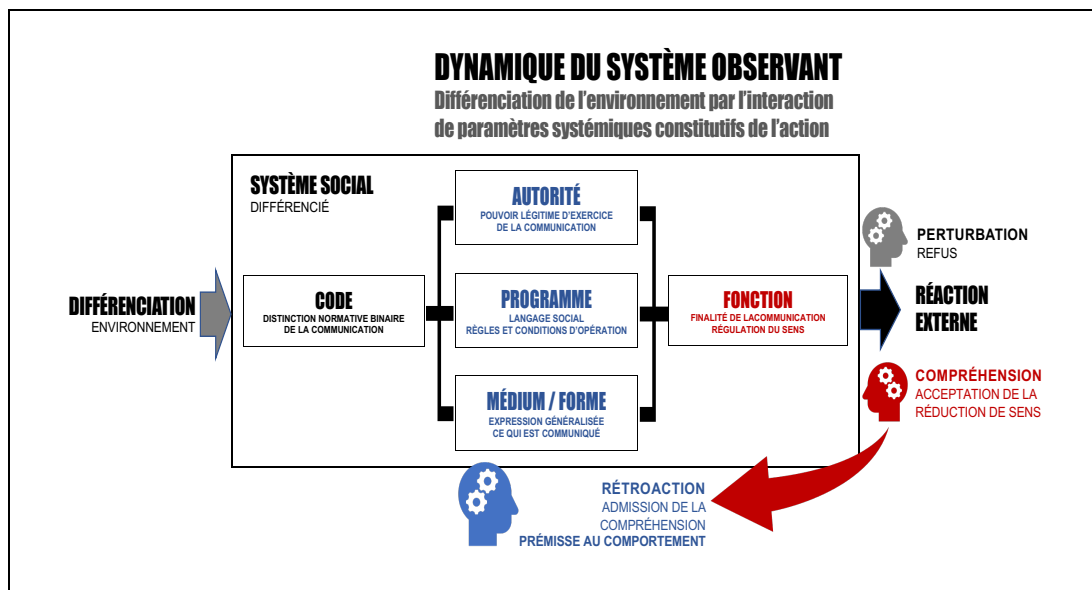 DYNAMIQUE DU SYSTÈME OBSERVANT
Différenciation de l'environnement par l'interaction
de paramètres systémiques constitutifs de l'action
SYSTÈME SOCIAL
DIFFÉRENCIÉ
AUTORITÉ
POUVOIR LÉGITIME D'EXERCICE
DE LA COMMUNICATION
DIFFÉRENCIATION
ENVIRONNEMENT
CODE
DISTINCTION NORMATIVE BINAIRE
DE LA COMMUNICATION
PROGRAMME
LANGAGE SOCIAL
RÈGLES ET CONDITIONS D'OPÉRATION
FONCTION
FINALITÉ DE LACOMMUNICATION
RÉGULATION DU SENS
MÉDIUM / FORME
EXPRESSION GÉNÉRALISÉE
CE QUI EST COMMUNIQUÉ
PERTURBATION
REFUS
RÉACTION
EXTERNE
COMPRÉHENSION
ACCEPTATION DE LA
RÉDUCTION DE SENS
RÉTROACTION
ADMISSION DE LA
COMPRÉHENSION
PRÉMISSE AU COMPORTEMENT